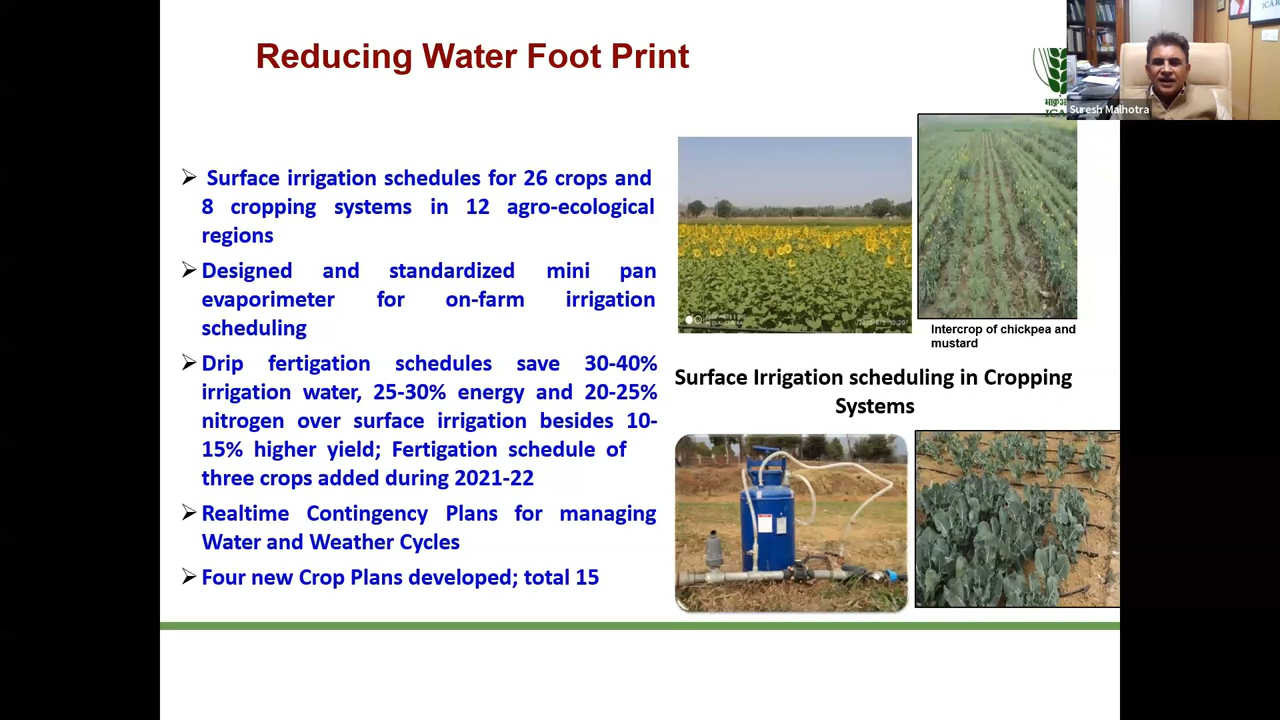 Reducing Water Foot Print
Suresh Malhotra
➢ Surface irrigation schedules for 26 crops and
8 cropping systems in 12 agro-ecological
regions
➢ Designed and standardized mini pan
evaporimeter for on-farm irrigation
scheduling
➢ Drip fertigation schedules save 30-40%
irrigation water, 25-30% energy and 20-25%
nitrogen over surface irrigation besides 10-
15% higher yield; Fertigation schedule of
three crops added during 2021-22
➢ Realtime Contingency Plans for managing
Water and Weather Cycles
➢ Four new Crop Plans developed; total 15
Intercrop of chickpea and
mustard
Surface Irrigation scheduling in Cropping
Systems